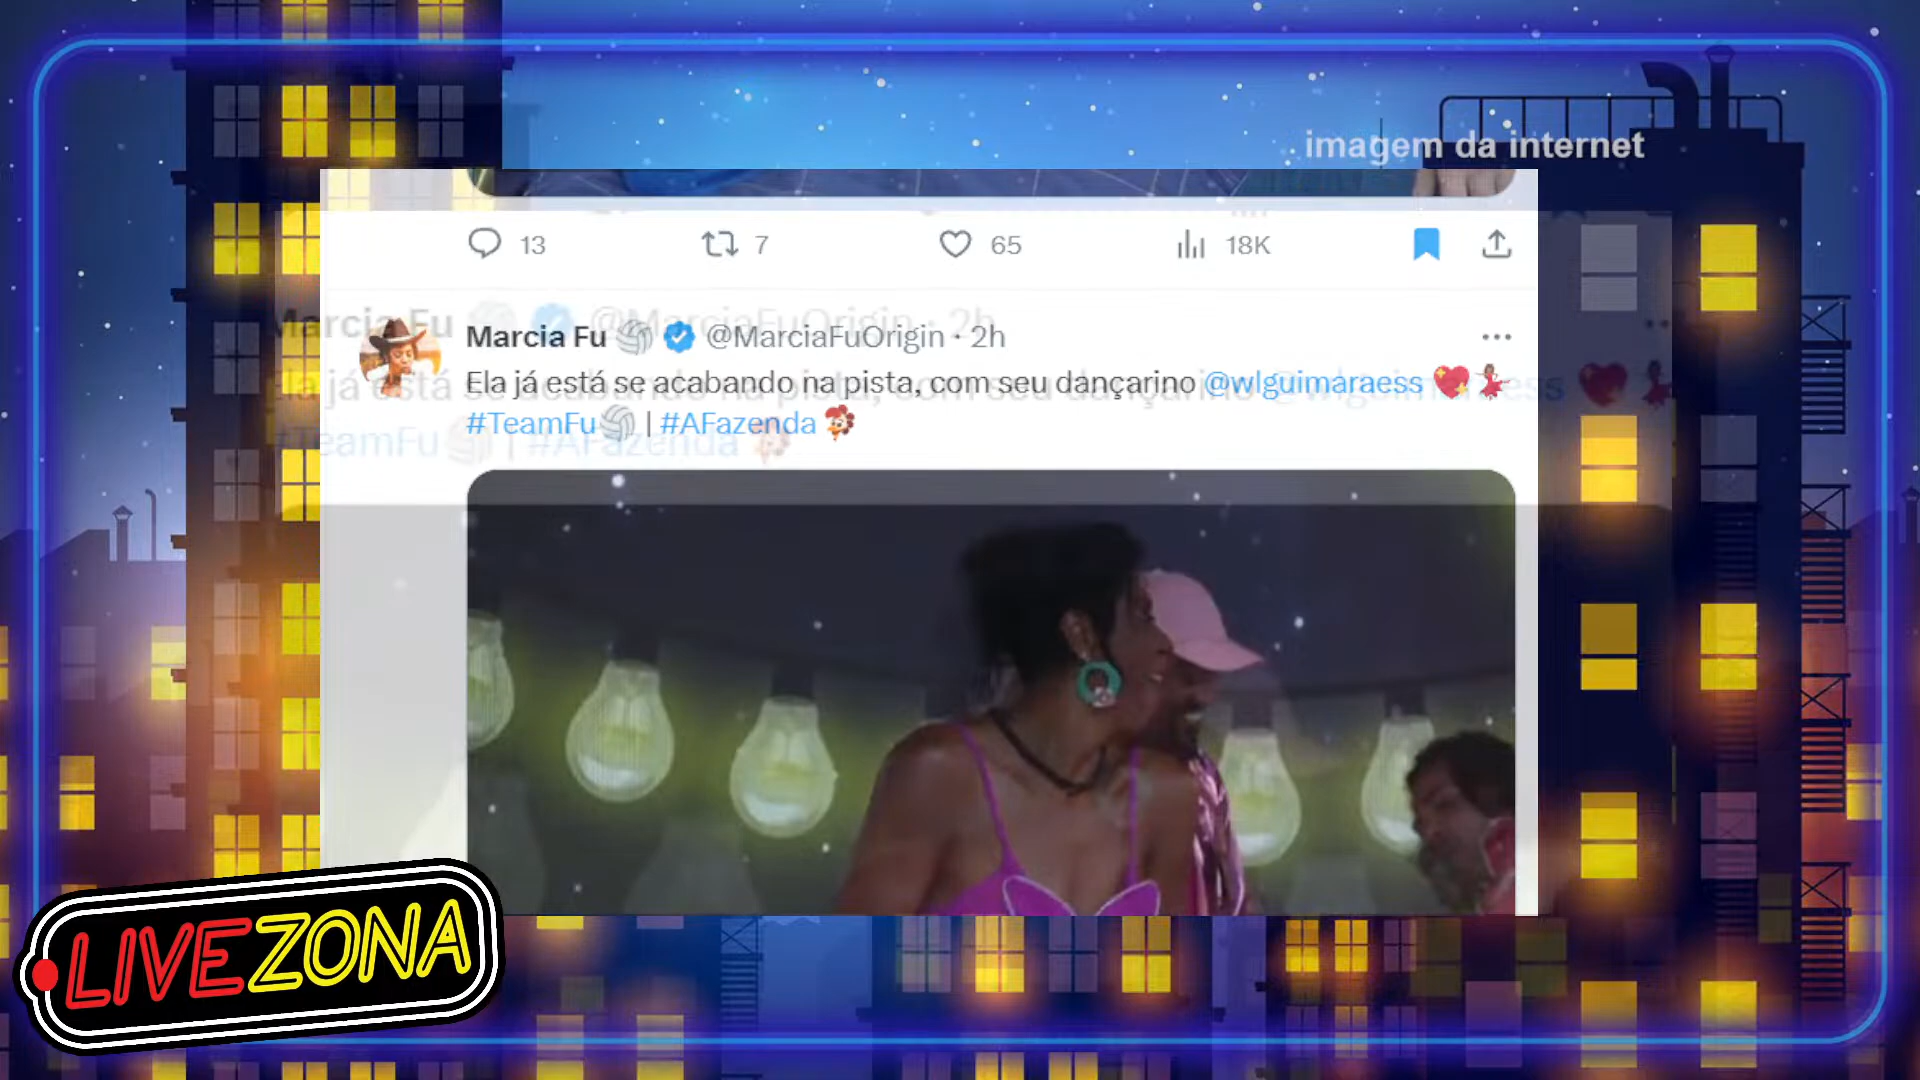 imagem da internet
13 7 65 18K
Marcia Fu @MarciaFuOrigin · 2h
Ela já está se acabando na pista, com seu dançarino @wlguimaraess 💖💃
#TeamFu🏐 | #AFazenda 🐔
LIVEZONA